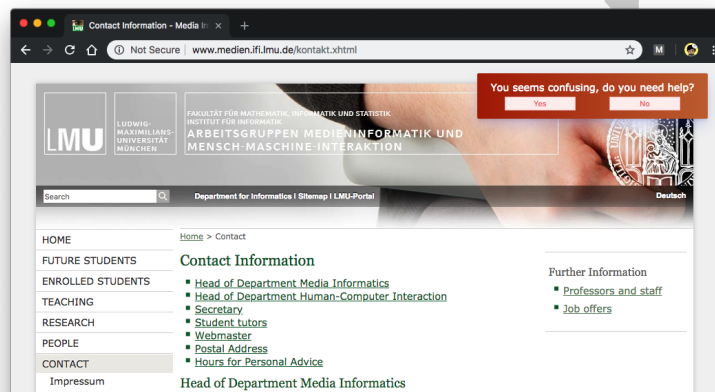 Contact Information - Media In
Not Secure | www.medien.ifi.lmu.de/kontakt.xhtml
M
You seems confusing, do you need help?
Yes No
LMU
LUDWIG-
MAXIMILIANS-
UNIVERSITÄT
MÜNCHEN
FAKULTÄT FÜR MATHEMATIK, INFORMATIK UND STATISTIK
INSTITUT FÜR INFORMATIK
ARBEITSGRUPPEN MEDIENINFORMATIK UND
MENSCH-MASCHINE-INTERAKTION
Search
Department for Informatics | Sitemap | LMU-Portal
Deutsch
HOME
FUTURE STUDENTS
ENROLLED STUDENTS
TEACHING
RESEARCH
PEOPLE
CONTACT
Impressum
Home > Contact
Contact Information
Head of Department Media Informatics
Head of Department Human-Computer Interaction
Secretary
Student tutors
Webmaster
Postal Address
Hours for Personal Advice
Head of Department Media Informatics
Further Information
Professors and staff
Job offers